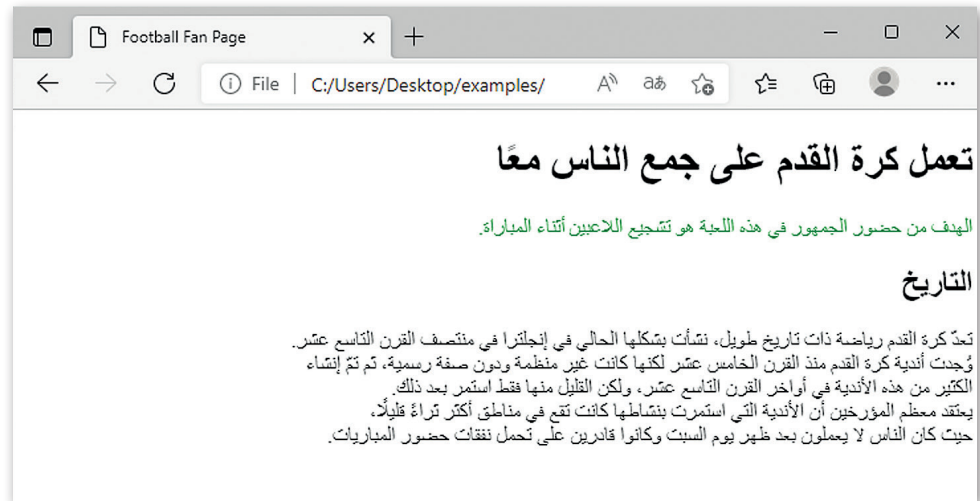 Football Fan Page
File | C:/Users/Desktop/examples/
تعمل كرة القدم على جمع الناس معًا
الهدف من حضور الجمهور في هذه اللعبة هو تشجيع اللاعبين أثناء المباراة.
التاريخ
تعدّ كرة القدم رياضة ذات تاريخ طويل، نشأت بشكلها الحالي في إنجلترا في منتصف القرن التاسع عشر.
وُجدت أندية كرة القدم منذ القرن الخامس عشر لكنها كانت غير منظمة ودون صفة رسمية، ثم تمّ إنشاء
الكثير من هذه الأندية في أواخر القرن التاسع عشر، ولكن القليل منها فقط استمر بعد ذلك.
يعتقد معظم المؤرخين أن الأندية التي استمرت بنشاطها كانت تقع في مناطق أكثر ثراءً قليلًا،
حيث كان الناس لا يعملون بعد ظهر يوم السبت وكانوا قادرين على تحمل نفقات حضور المباريات.